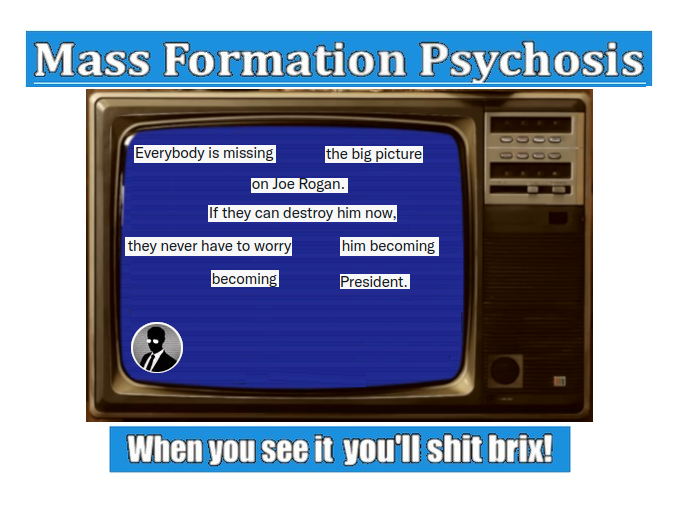 Mass Formation Psychosis
Everybody is missing the big picture
on Joe Rogan.
If they can destroy him now,
they never have to worry him becoming
becoming President.
When you see it you'll shit brix!